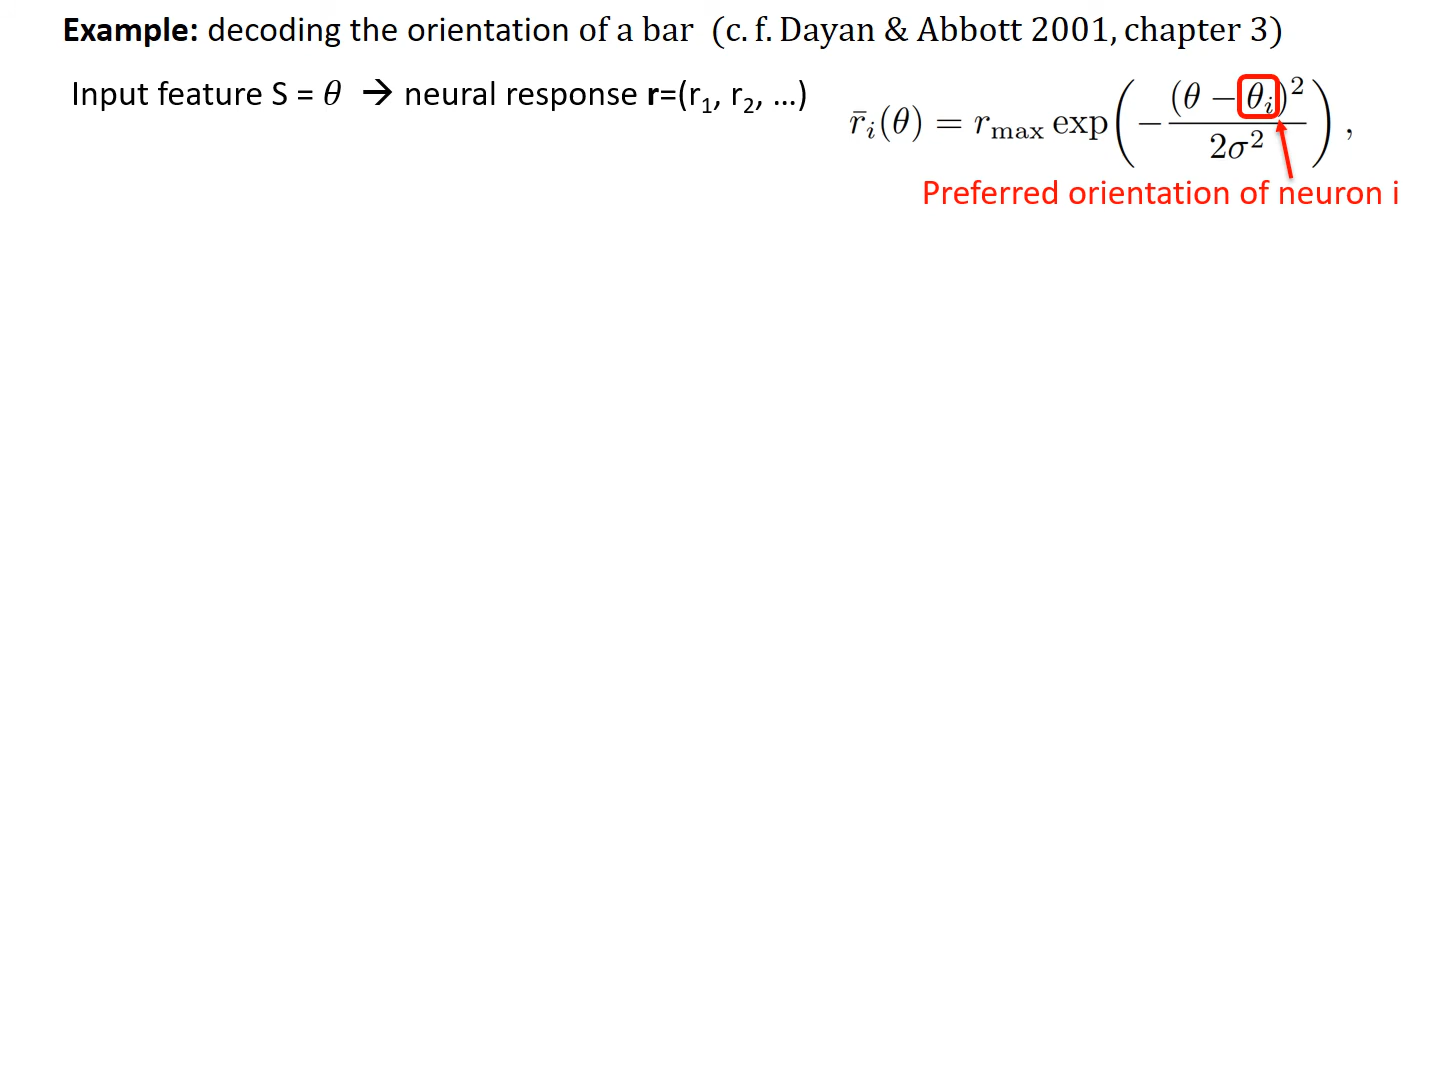 Example: decoding the orientation of a bar (c. f. Dayan & Abbott 2001, chapter 3)
Input feature S = θ → neural response r=(r₁, r₂, …)
r̄ᵢ(θ) = r_max exp(−(θ − θᵢ)² / 2σ²),
Preferred orientation of neuron i